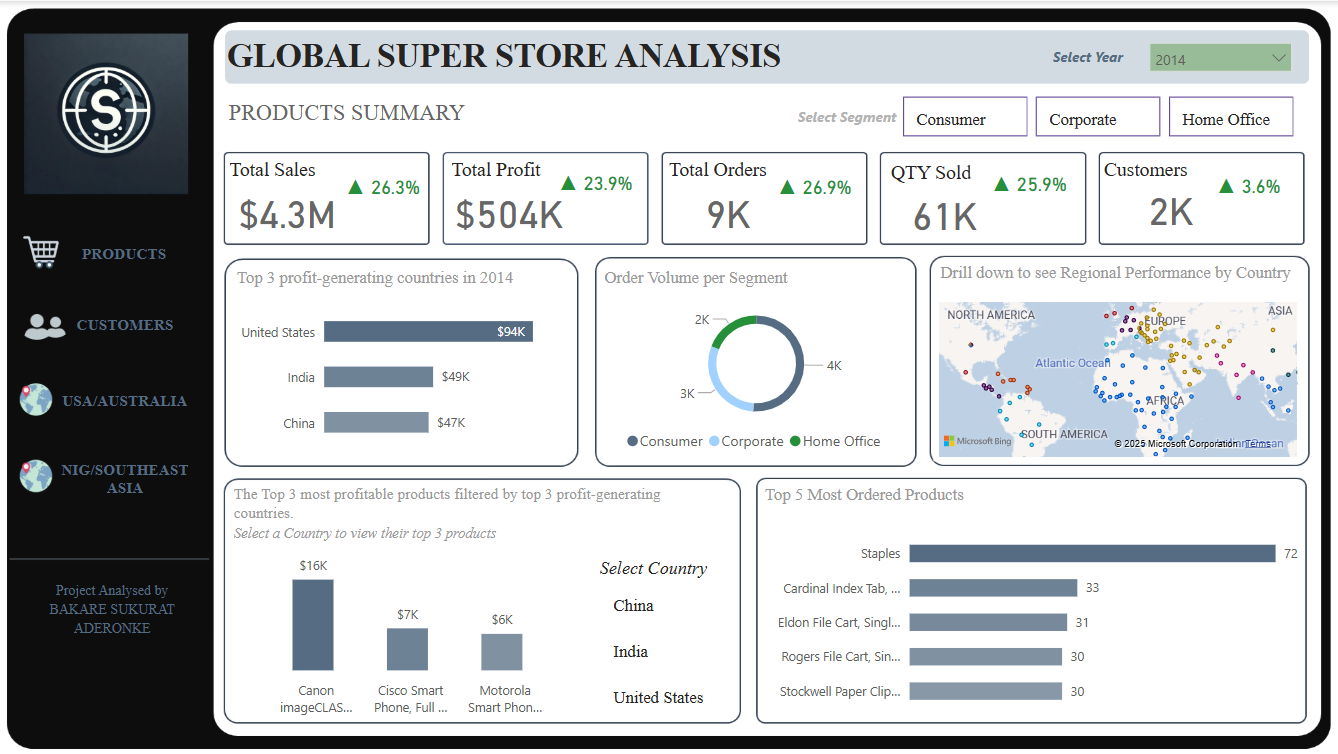 GLOBAL SUPER STORE ANALYSIS
Select Year
2014
PRODUCTS SUMMARY
Select Segment
Consumer
Corporate
Home Office
S
PRODUCTS
CUSTOMERS
USA/AUSTRALIA
NIG/SOUTHEAST
ASIA
Project Analysed by
BAKARE SUKURAT
ADERONKE
Total Sales
▲ 26.3%
$4.3M
Total Profit
▲ 23.9%
$504K
Total Orders
▲ 26.9%
9K
QTY Sold
▲ 25.9%
61K
Customers
▲ 3.6%
2K
Top 3 profit-generating countries in 2014
United States
$94K
India
$49K
China
$47K
Order Volume per Segment
2K
4K
3K
Consumer
Corporate
Home Office
Drill down to see Regional Performance by Country
NORTH AMERICA
EUROPE
ASIA
Atlantic Ocean
AFRICA
SOUTH AMERICA
Microsoft Bing
© 2025 Microsoft Corporation
Terms
The Top 3 most profitable products filtered by top 3 profit-generating
countries.
Select a Country to view their top 3 products
$16K
$7K
$6K
Canon
imageCLAS...
Cisco Smart
Phone, Full ...
Motorola
Smart Phon...
Select Country
China
India
United States
Top 5 Most Ordered Products
Staples
72
Cardinal Index Tab, ...
33
Eldon File Cart, Singl...
31
Rogers File Cart, Sin...
30
Stockwell Paper Clip...
30